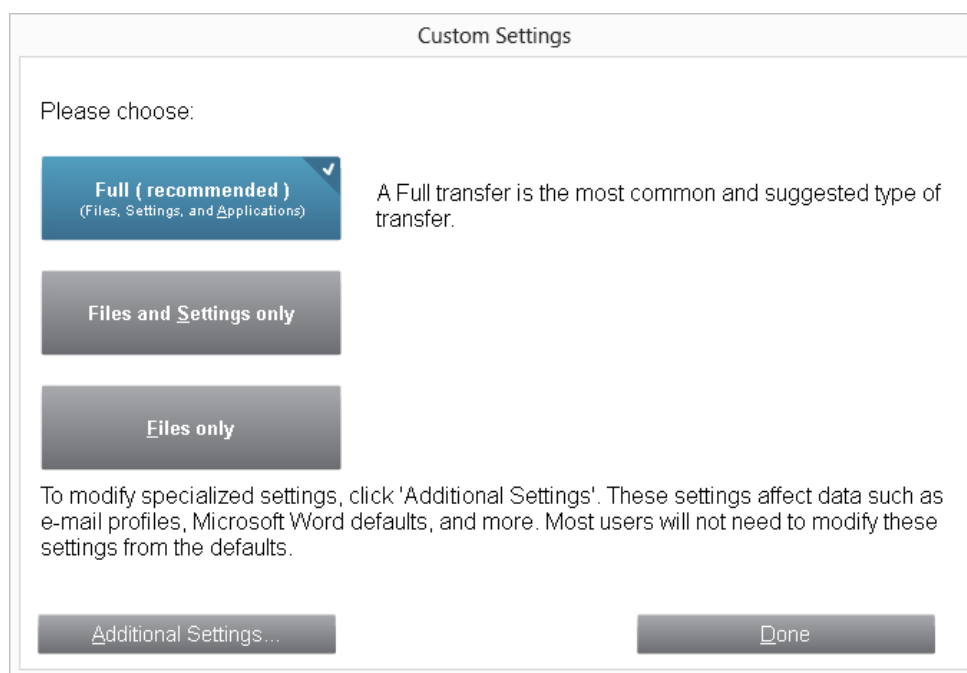 Custom Settings
Please choose:
Full ( recommended )
(Files, Settings, and Applications)
A Full transfer is the most common and suggested type of
transfer.
Files and Settings only
Files only
To modify specialized settings, click 'Additional Settings'. These settings affect data such as
e-mail profiles, Microsoft Word defaults, and more. Most users will not need to modify these
settings from the defaults.
Additional Settings...
Done